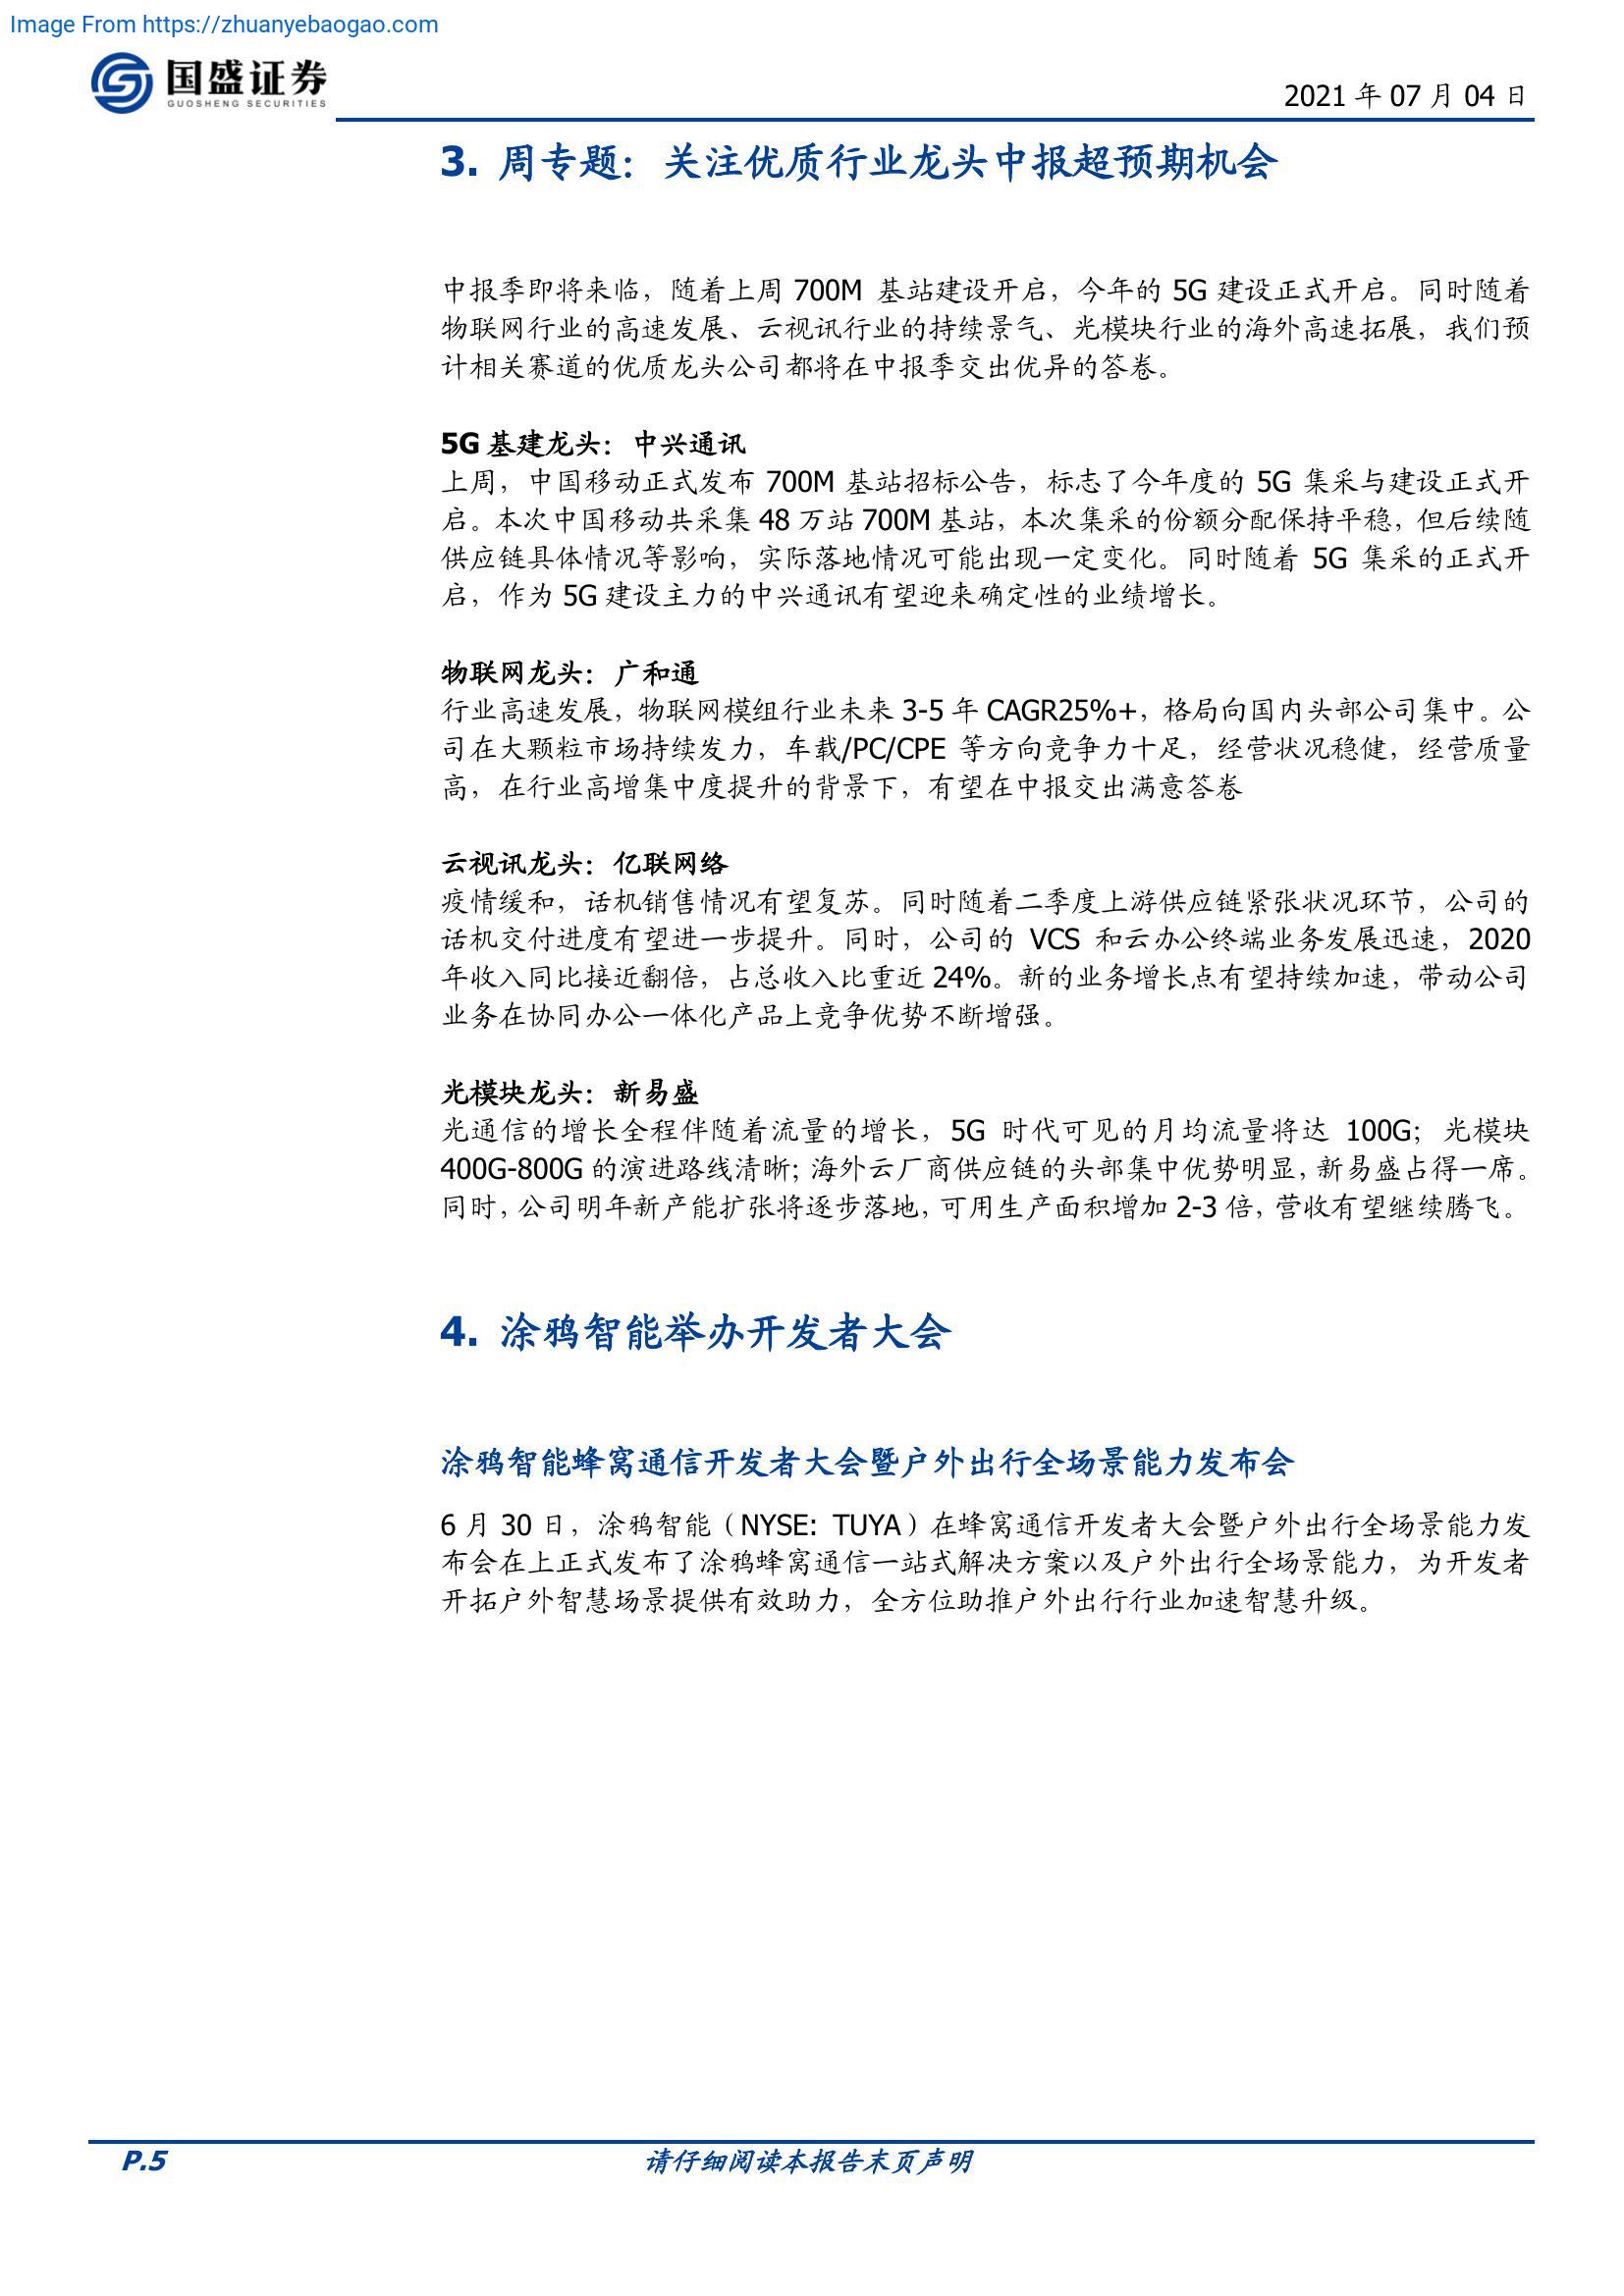 Image From https://zhuanyebaogao.com
国盛证券
GUOSHENG SECURITIES
2021 年 07 月 04 日
3. 周专题：关注优质行业龙头中报超预期机会
中报季即将来临，随着上周 700M 基站建设开启，今年的 5G 建设正式开启。同时随着
物联网行业的高速发展、云视讯行业的持续景气、光模块行业的海外高速拓展，我们预
计相关赛道的优质龙头公司都将在中报季交出优异的答卷。
5G 基建龙头：中兴通讯
上周，中国移动正式发布 700M 基站招标公告，标志了今年度的 5G 集采与建设正式开
启。本次中国移动共采集 48 万站 700M 基站，本次集采的份额分配保持平稳，但后续随
供应链具体情况等影响，实际落地情况可能出现一定变化。同时随着 5G 集采的正式开
启，作为 5G 建设主力的中兴通讯有望迎来确定性的业绩增长。
物联网龙头：广和通
行业高速发展，物联网模组行业未来 3-5 年 CAGR25%+，格局向国内头部公司集中。公
司在大颗粒市场持续发力，车载/PC/CPE 等方向竞争力十足，经营状况稳健，经营质量
高，在行业高增集中度提升的背景下，有望在中报交出满意答卷
云视讯龙头：亿联网络
疫情缓和，话机销售情况有望复苏。同时随着二季度上游供应链紧张状况环节，公司的
话机交付进度有望进一步提升。同时，公司的 VCS 和云办公终端业务发展迅速，2020
年收入同比接近翻倍，占总收入比重近 24%。新的业务增长点有望持续加速，带动公司
业务在协同办公一体化产品上竞争优势不断增强。
光模块龙头：新易盛
光通信的增长全程伴随着流量的增长，5G 时代可见的月均流量将达 100G；光模块
400G-800G 的演进路线清晰；海外云厂商供应链的头部集中优势明显，新易盛占得一席。
同时，公司明年新产能扩张将逐步落地，可用生产面积增加 2-3 倍，营收有望继续腾飞。
4. 涂鸦智能举办开发者大会
涂鸦智能蜂窝通信开发者大会暨户外出行全场景能力发布会
6 月 30 日，涂鸦智能（NYSE: TUYA）在蜂窝通信开发者大会暨户外出行全场景能力发
布会在上正式发布了涂鸦蜂窝通信一站式解决方案以及户外出行全场景能力，为开发者
开拓户外智慧场景提供有效助力，全方位助推户外出行行业加速智慧升级。
P.5
请仔细阅读本报告末页声明